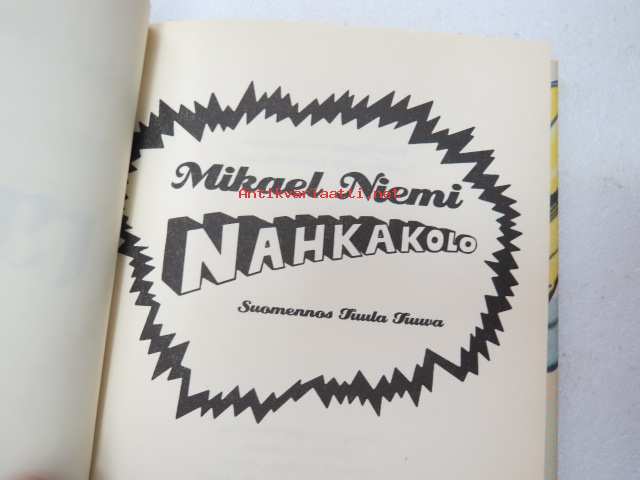 Mikael Niemi
Antikvariaatti.net
NAHKAKOLO
Suomennos Tuula Tuuva